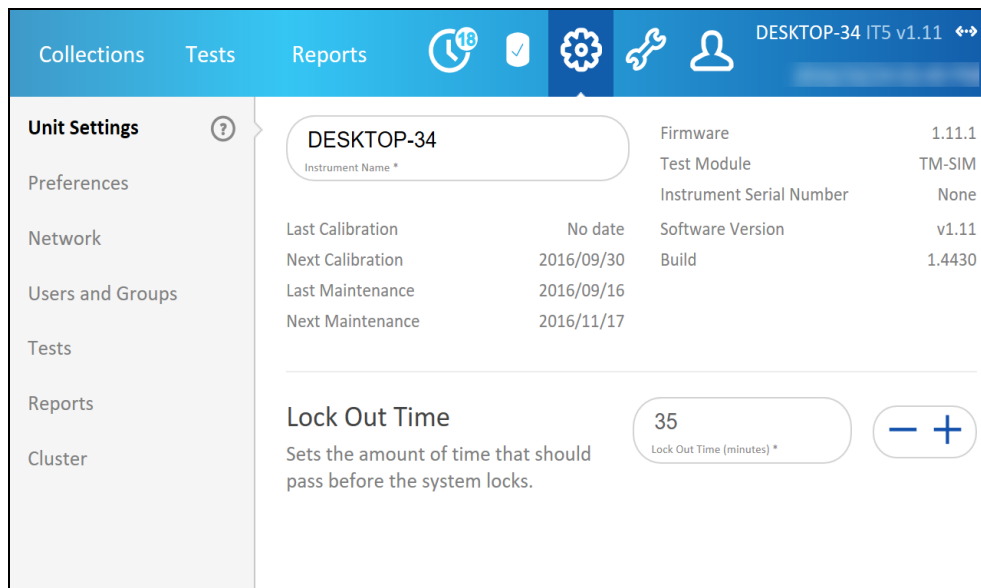 Collections Tests Reports 18 DESKTOP-34 IT5 v1.11
Unit Settings ?
Preferences
Network
Users and Groups
Tests
Reports
Cluster
DESKTOP-34
Instrument Name *
Firmware 1.11.1
Test Module TM-SIM
Instrument Serial Number None
Software Version v1.11
Build 1.4430
Last Calibration No date
Next Calibration 2016/09/30
Last Maintenance 2016/09/16
Next Maintenance 2016/11/17
Lock Out Time
Sets the amount of time that should
pass before the system locks.
35
Lock Out Time (minutes) *